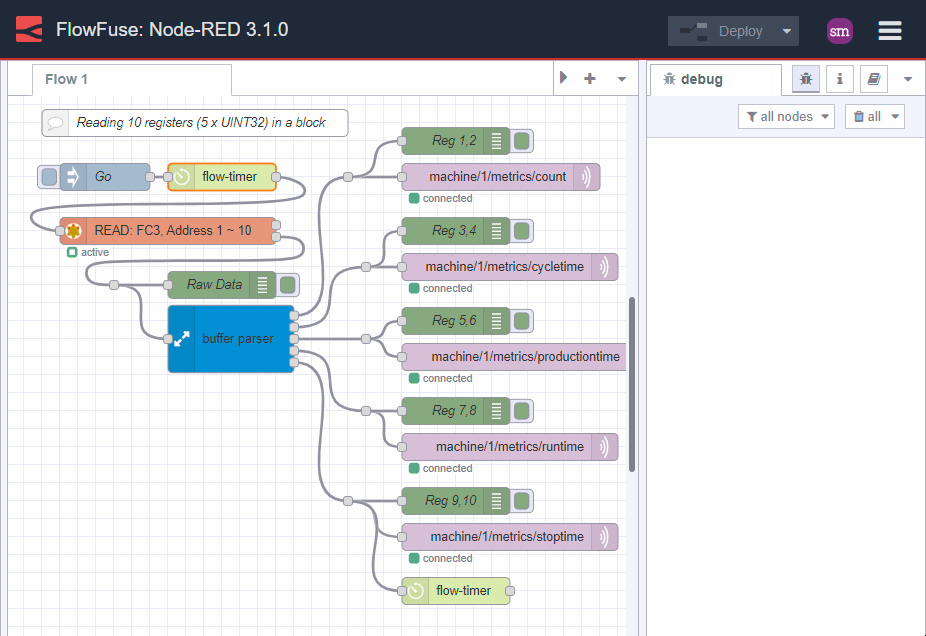 FlowFuse: Node-RED 3.1.0
Deploy
sm
Flow 1
debug
i
all nodes
all
Reading 10 registers (5 x UINT32) in a block
Go
flow-timer
READ: FC3, Address 1 ~ 10
active
Raw Data
buffer parser
Reg 1,2
machine/1/metrics/count
connected
Reg 3,4
machine/1/metrics/cycletime
connected
Reg 5,6
machine/1/metrics/productiontime
connected
Reg 7,8
machine/1/metrics/runtime
connected
Reg 9,10
machine/1/metrics/stoptime
connected
flow-timer